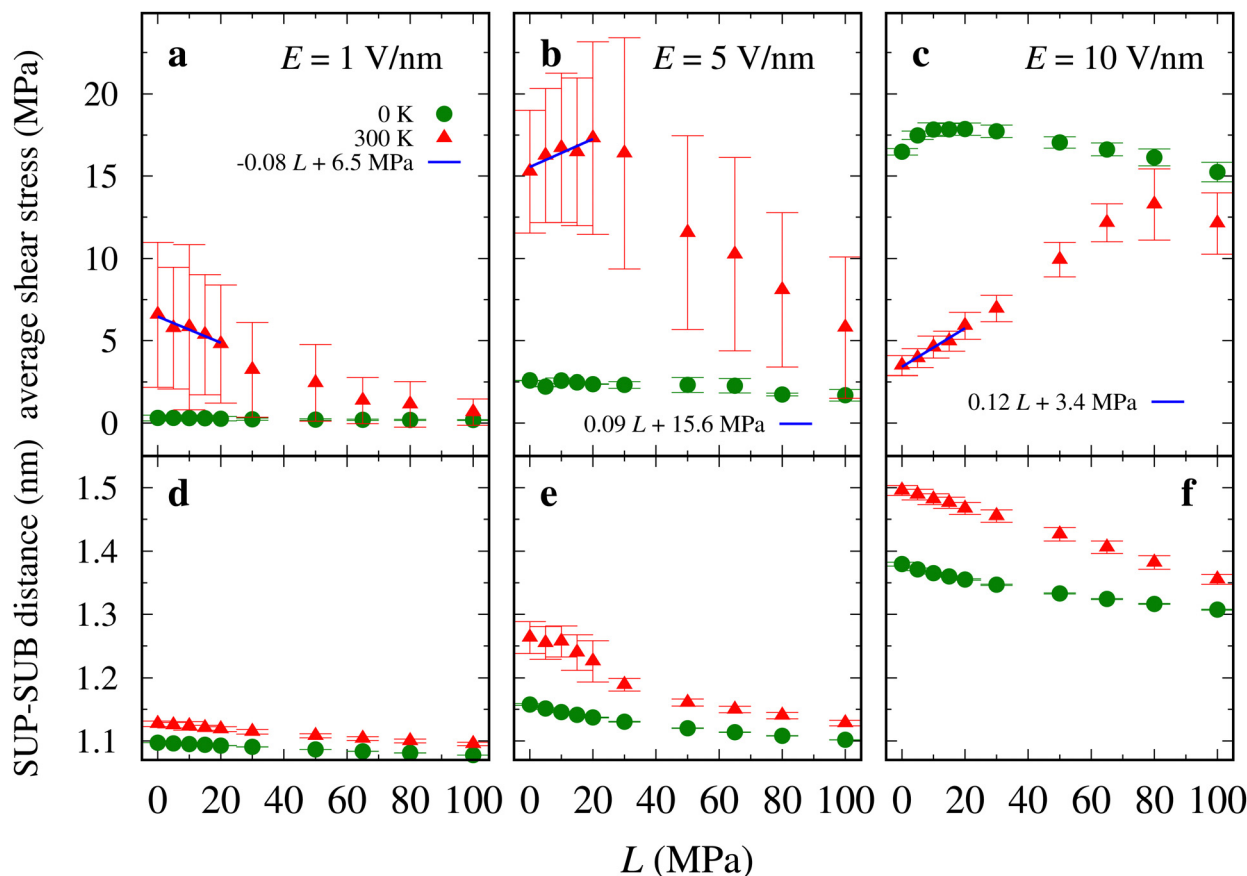 a
E = 1 V/nm
0 K
300 K
-0.08 L + 6.5 MPa
b
E = 5 V/nm
0.09 L + 15.6 MPa
c
E = 10 V/nm
0.12 L + 3.4 MPa
average shear stress (MPa)
20
15
10
5
0
d
e
f
SUP-SUB distance (nm)
1.5
1.4
1.3
1.2
1.1
0 20 40 60 80 100
0 20 40 60 80 100
0 20 40 60 80 100
L (MPa)